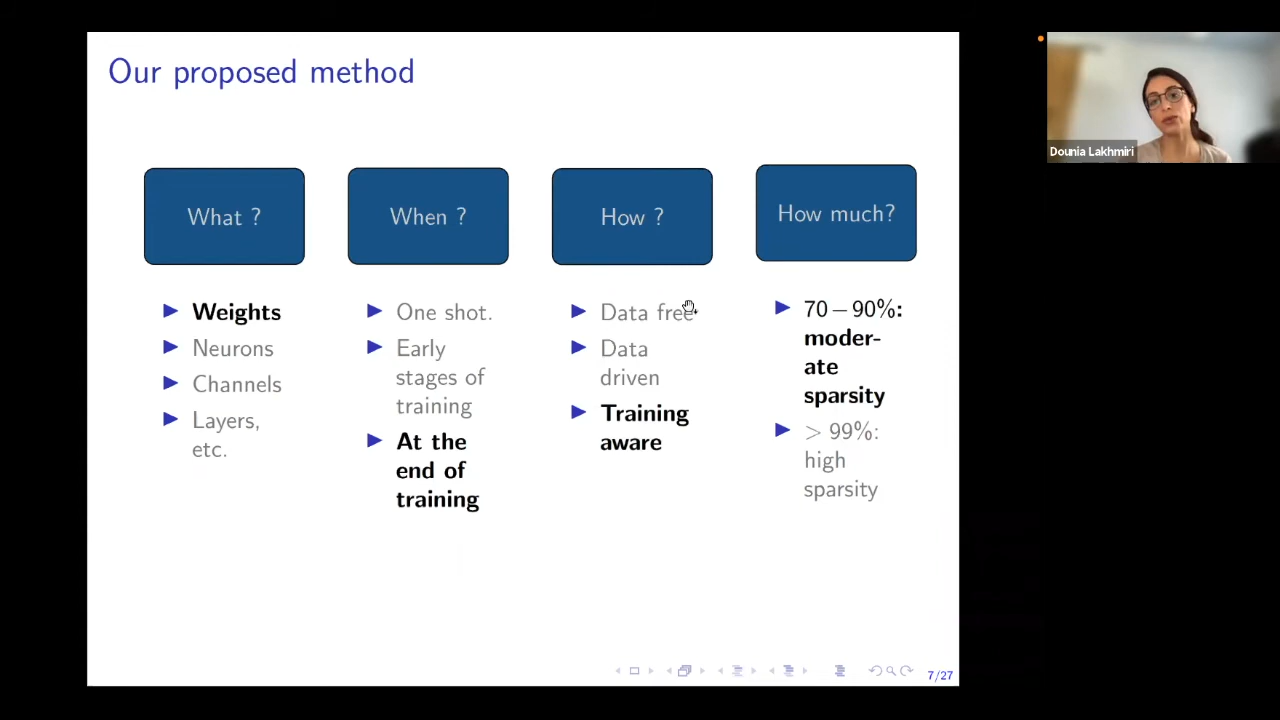 Our proposed method
What ?
When ?
How ?
How much?
Weights
Neurons
Channels
Layers,
etc.
One shot.
Early
stages of
training
At the
end of
training
Data free
Data
driven
Training
aware
70 – 90%:
moder-
ate
sparsity
> 99%:
high
sparsity
7/27
Dounia Lakhmiri